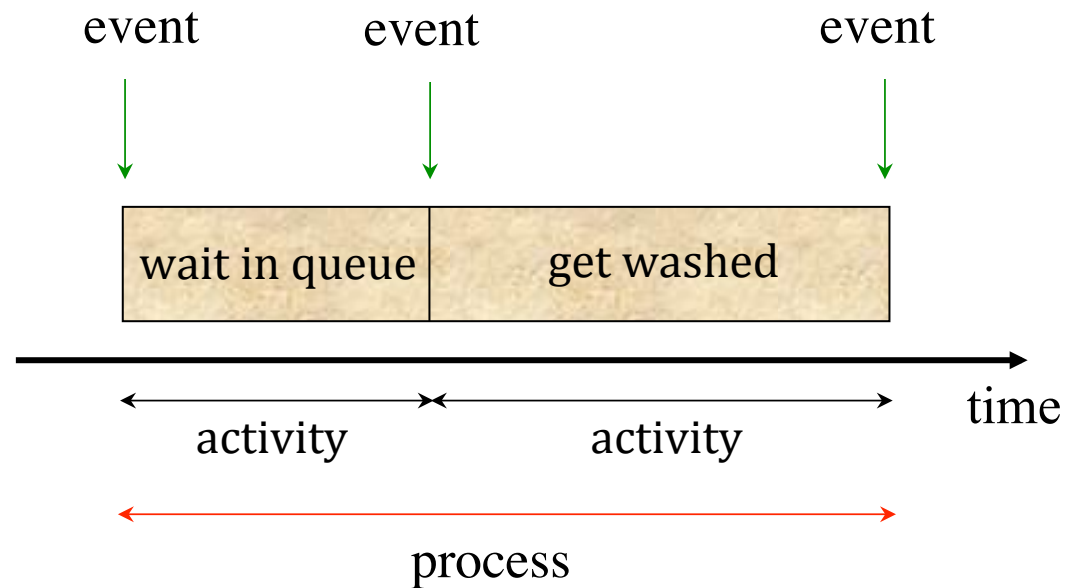 event event event
wait in queue get washed
time
activity activity
process